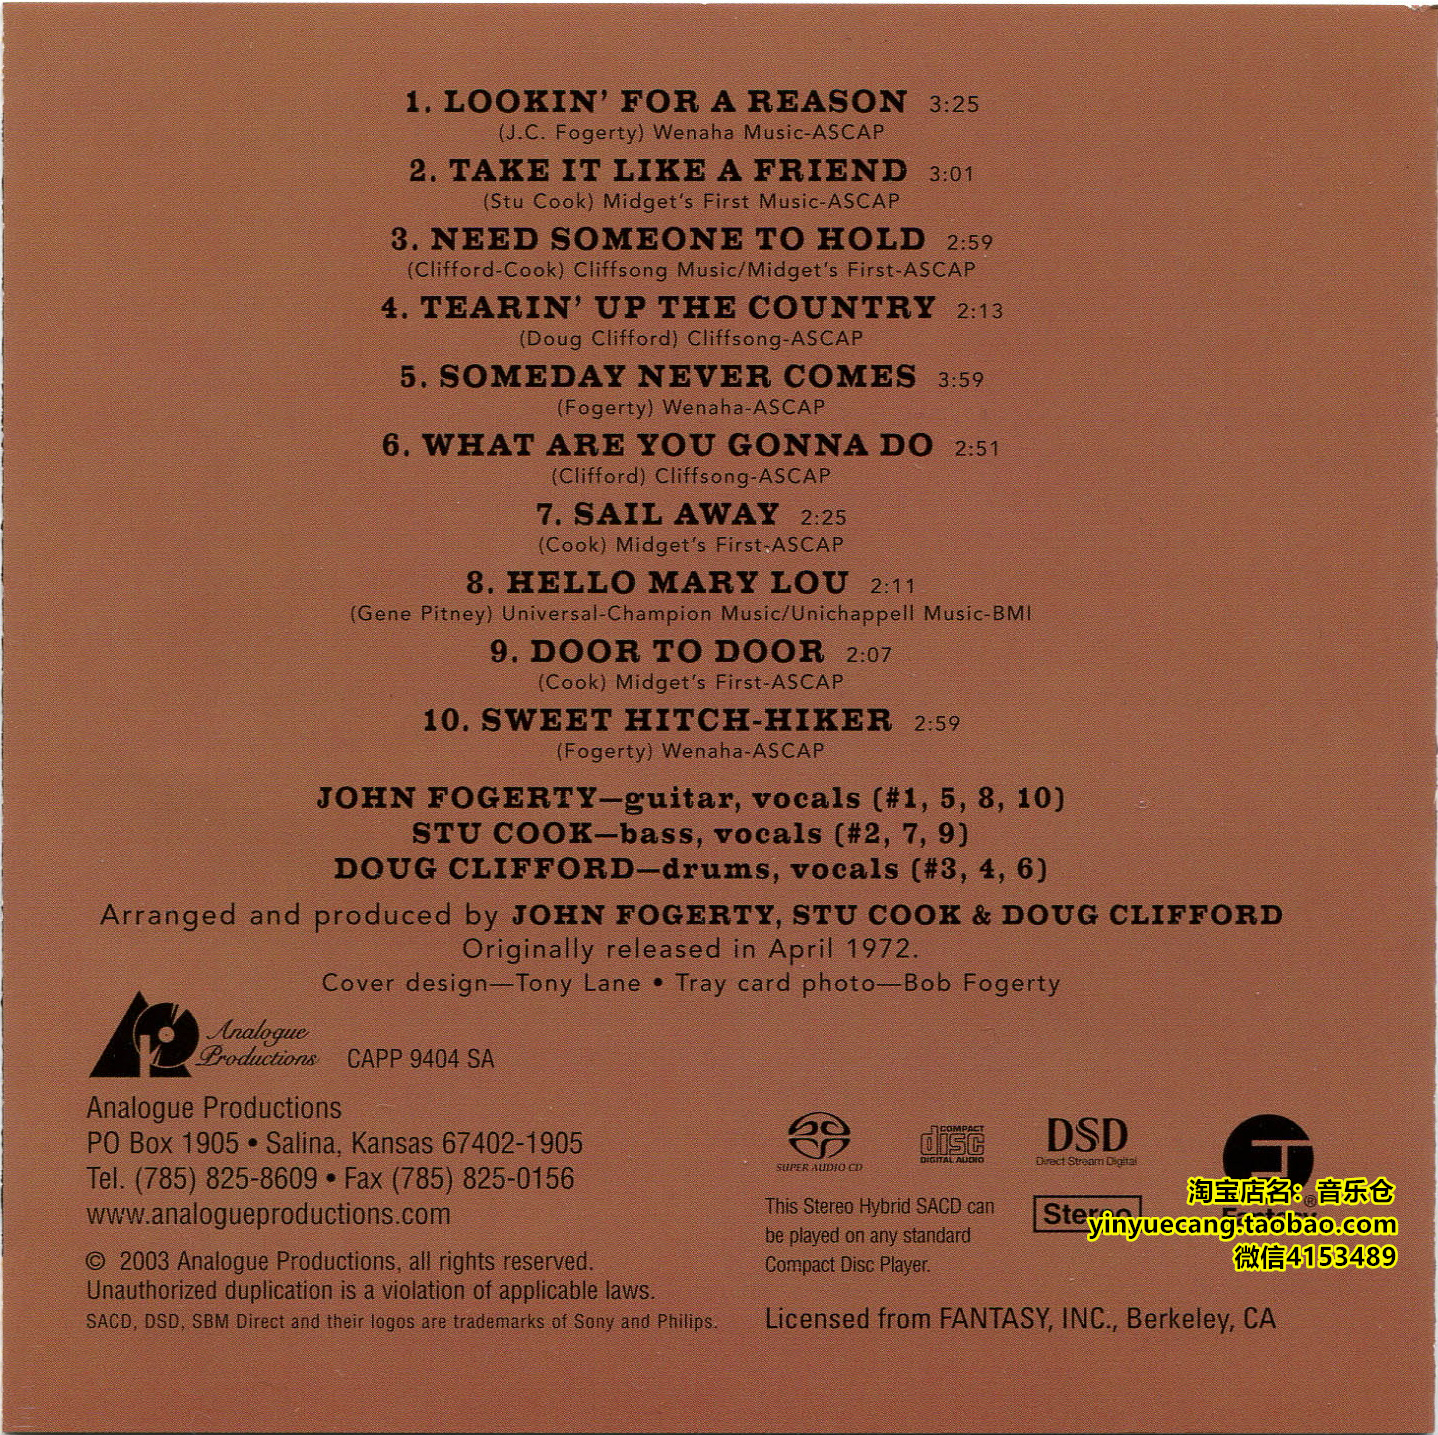 1. LOOKIN' FOR A REASON 3:25
(J.C. Fogerty) Wenaha Music-ASCAP
2. TAKE IT LIKE A FRIEND 3:01
(Stu Cook) Midget's First Music-ASCAP
3. NEED SOMEONE TO HOLD 2:59
(Clifford-Cook) Cliffsong Music/Midget's First-ASCAP
4. TEARIN' UP THE COUNTRY 2:13
(Doug Clifford) Cliffsong-ASCAP
5. SOMEDAY NEVER COMES 3:59
(Fogerty) Wenaha-ASCAP
6. WHAT ARE YOU GONNA DO 2:51
(Clifford) Cliffsong-ASCAP
7. SAIL AWAY 2:25
(Cook) Midget's First-ASCAP
8. HELLO MARY LOU 2:11
(Gene Pitney) Universal-Champion Music/Unichappell Music-BMI
9. DOOR TO DOOR 2:07
(Cook) Midget's First-ASCAP
10. SWEET HITCH-HIKER 2:59
(Fogerty) Wenaha-ASCAP
JOHN FOGERTY—guitar, vocals (#1, 5, 8, 10)
STU COOK—bass, vocals (#2, 7, 9)
DOUG CLIFFORD—drums, vocals (#3, 4, 6)
Arranged and produced by JOHN FOGERTY, STU COOK & DOUG CLIFFORD
Originally released in April 1972.
Cover design—Tony Lane • Tray card photo—Bob Fogerty
Analogue
Productions
CAPP 9404 SA
Analogue Productions
PO Box 1905 • Salina, Kansas 67402-1905
Tel. (785) 825-8609 • Fax (785) 825-0156
www.analogueproductions.com
© 2003 Analogue Productions, all rights reserved.
Unauthorized duplication is a violation of applicable laws.
SACD, DSD, SBM Direct and their logos are trademarks of Sony and Philips.
SUPER AUDIO CD
COMPACT
disc
DIGITAL AUDIO
DSD
Direct Stream Digital
This Stereo Hybrid SACD can
be played on any standard
Compact Disc Player.
Stereo
®
淘宝店名：音乐仓
yinyuecang.taobao.com
微信4153489
Licensed from FANTASY, INC., Berkeley, CA